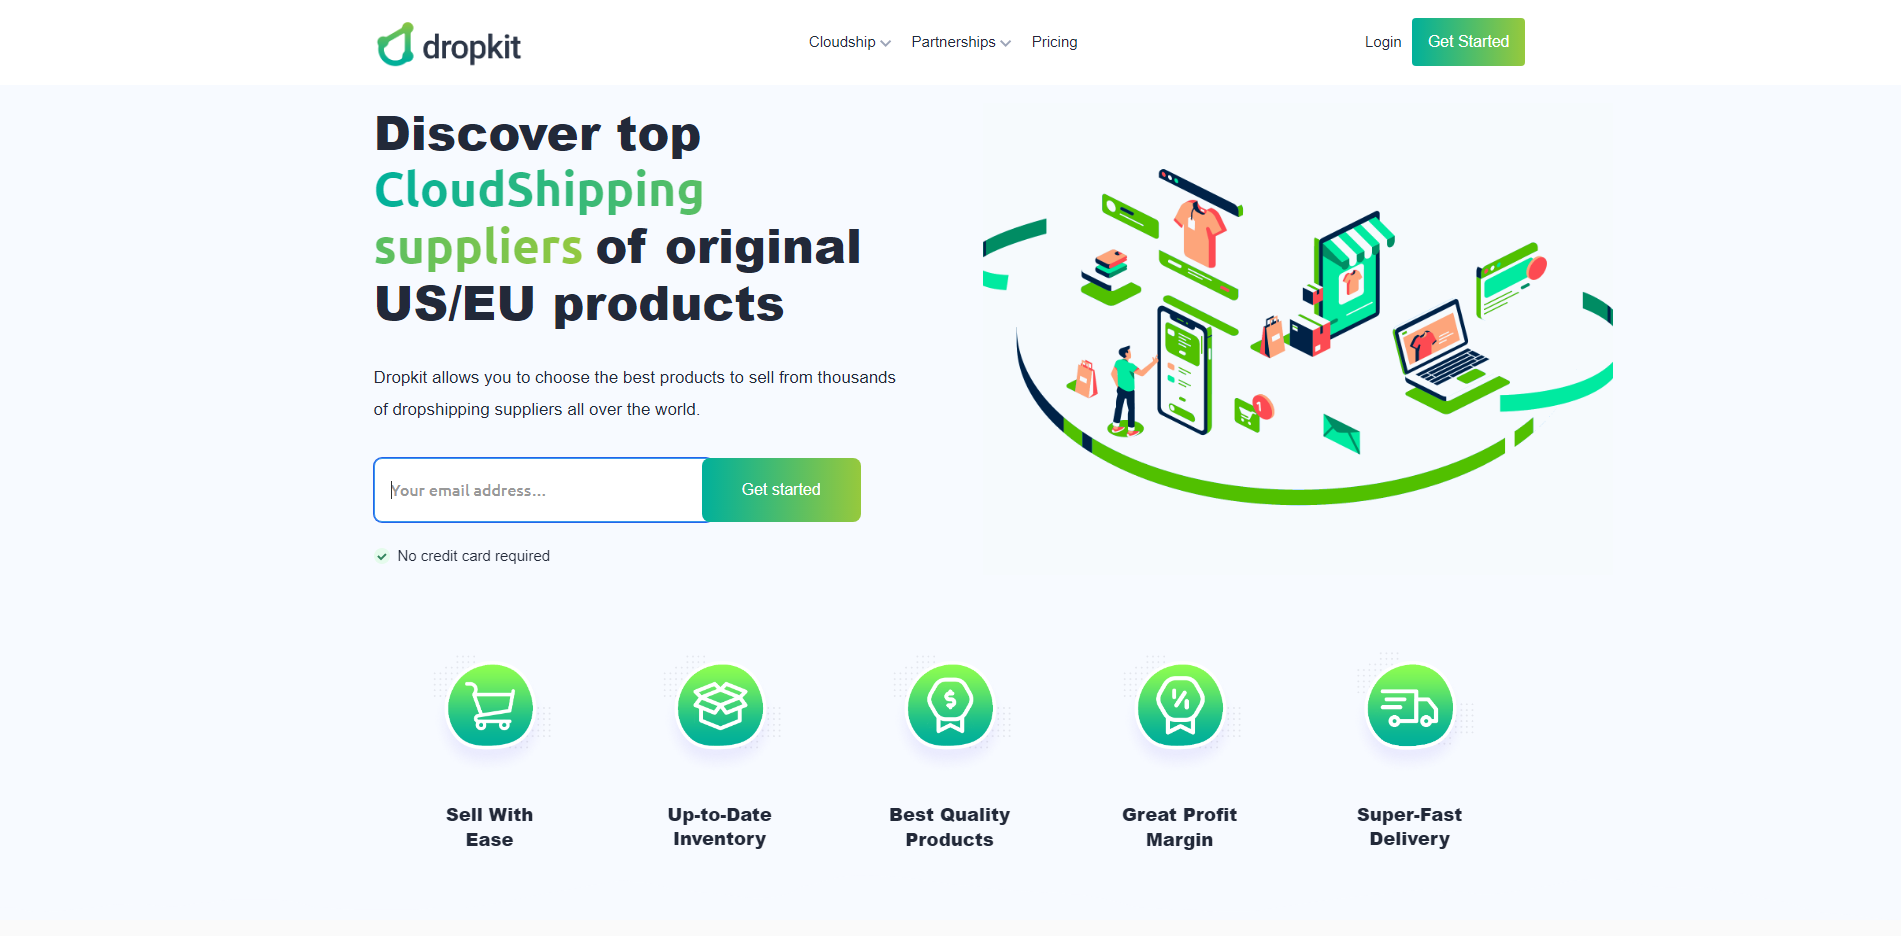 dropkit
Cloudship
Partnerships
Pricing
Login
Get Started
Discover top
CloudShipping
suppliers of original
US/EU products
Dropkit allows you to choose the best products to sell from thousands
of dropshipping suppliers all over the world.
Your email address...
Get started
No credit card required
1
$
%
Sell With
Ease
Up-to-Date
Inventory
Best Quality
Products
Great Profit
Margin
Super-Fast
Delivery